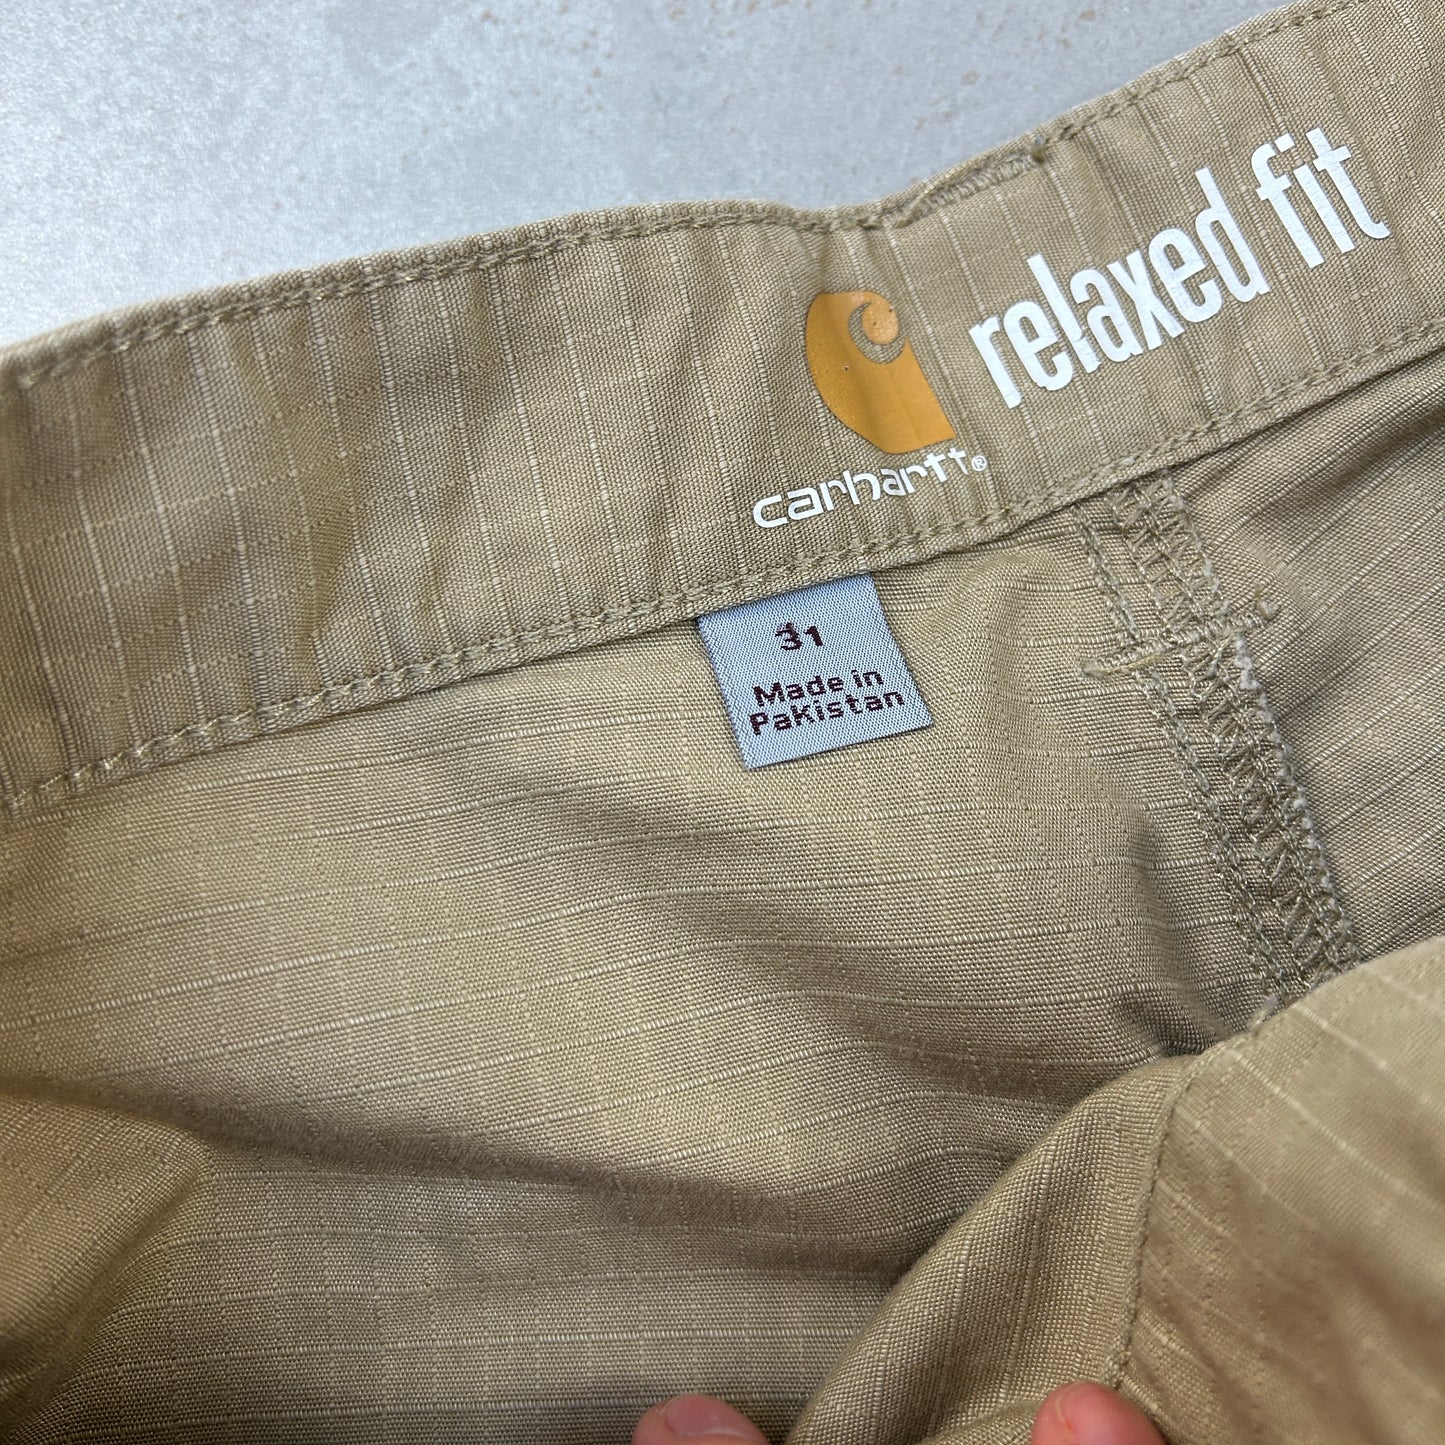 relaxed fit
carhartt®
31
Made in
Pakistan